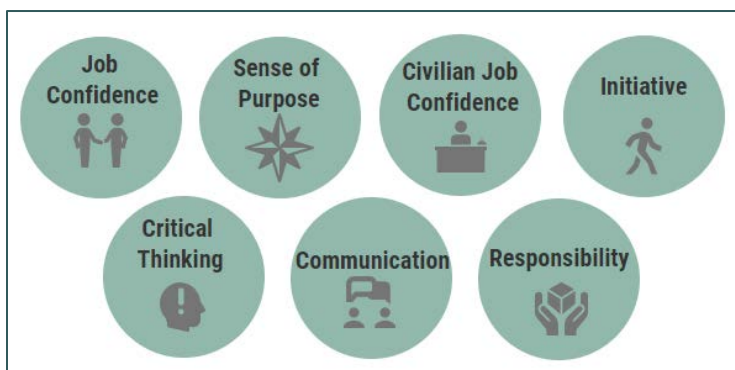 Job
Confidence
Sense of
Purpose
Civilian Job
Confidence
Initiative
Critical
Thinking
Communication
Responsibility